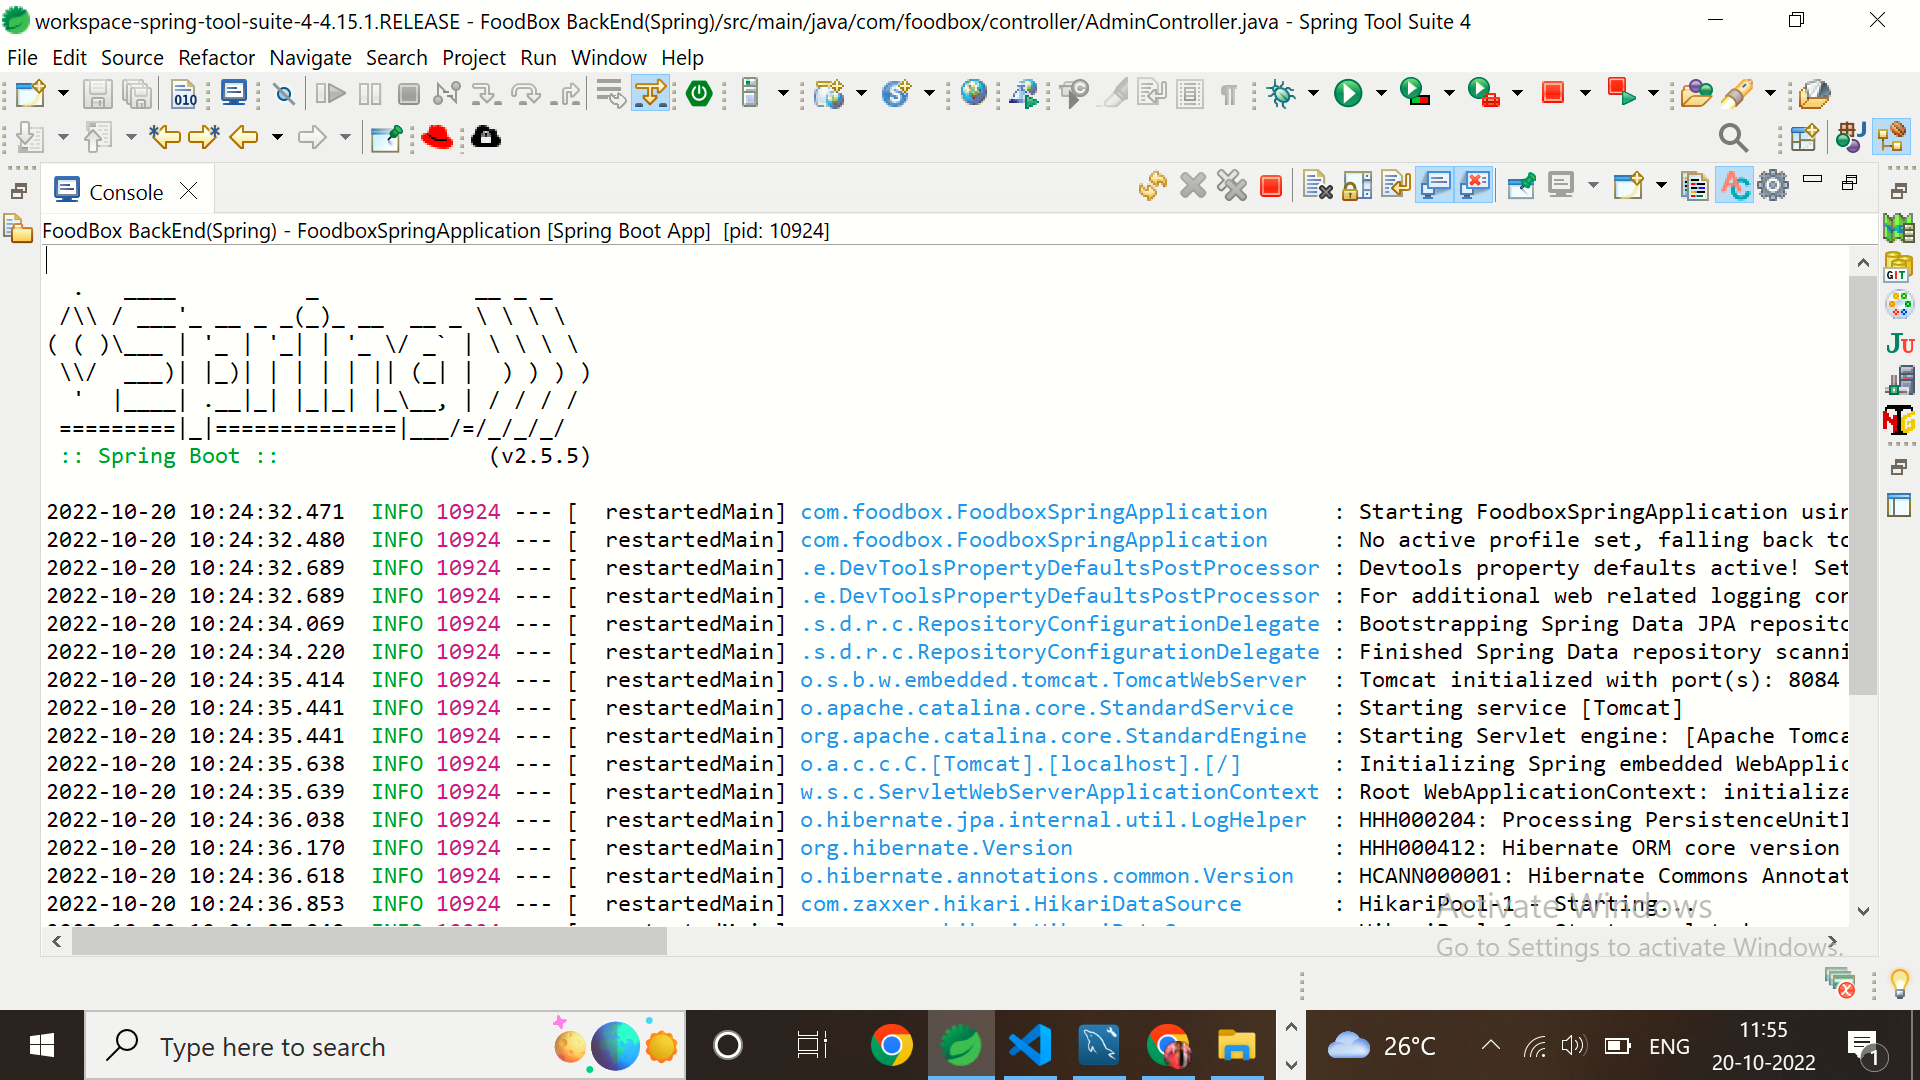 workspace-spring-tool-suite-4-4.15.1.RELEASE - FoodBox BackEnd(Spring)/src/main/java/com/foodbox/controller/AdminController.java - Spring Tool Suite 4
File Edit Source Refactor Navigate Search Project Run Window Help
Console
FoodBox BackEnd(Spring) - FoodboxSpringApplication [Spring Boot App] [pid: 10924]
  .   ____          _            __ _ _
 /\\ / ___'_ __ _ _(_)_ __  __ _ \ \ \ \
( ( )\___ | '_ | '_| | '_ \/ _` | \ \ \ \
 \\/  ___)| |_)| | | | | || (_| |  ) ) ) )
  '  |____| .__|_| |_|_| |_\__, | / / / /
 =========|_|==============|___/=/_/_/_/
 :: Spring Boot :: (v2.5.5)
2022-10-20 10:24:32.471 INFO 10924 --- [ restartedMain] com.foodbox.FoodboxSpringApplication : Starting FoodboxSpringApplication usin
2022-10-20 10:24:32.480 INFO 10924 --- [ restartedMain] com.foodbox.FoodboxSpringApplication : No active profile set, falling back to
2022-10-20 10:24:32.689 INFO 10924 --- [ restartedMain] .e.DevToolsPropertyDefaultsPostProcessor : Devtools property defaults active! Set
2022-10-20 10:24:32.689 INFO 10924 --- [ restartedMain] .e.DevToolsPropertyDefaultsPostProcessor : For additional web related logging con
2022-10-20 10:24:34.069 INFO 10924 --- [ restartedMain] .s.d.r.c.RepositoryConfigurationDelegate : Bootstrapping Spring Data JPA reposito
2022-10-20 10:24:34.220 INFO 10924 --- [ restartedMain] .s.d.r.c.RepositoryConfigurationDelegate : Finished Spring Data repository scanni
2022-10-20 10:24:35.414 INFO 10924 --- [ restartedMain] o.s.b.w.embedded.tomcat.TomcatWebServer : Tomcat initialized with port(s): 8084
2022-10-20 10:24:35.441 INFO 10924 --- [ restartedMain] o.apache.catalina.core.StandardService : Starting service [Tomcat]
2022-10-20 10:24:35.441 INFO 10924 --- [ restartedMain] org.apache.catalina.core.StandardEngine : Starting Servlet engine: [Apache Tomca
2022-10-20 10:24:35.638 INFO 10924 --- [ restartedMain] o.a.c.c.C.[Tomcat].[localhost].[/] : Initializing Spring embedded WebApplic
2022-10-20 10:24:35.639 INFO 10924 --- [ restartedMain] w.s.c.ServletWebServerApplicationContext : Root WebApplicationContext: initializa
2022-10-20 10:24:36.038 INFO 10924 --- [ restartedMain] o.hibernate.jpa.internal.util.LogHelper : HHH000204: Processing PersistenceUnitI
2022-10-20 10:24:36.170 INFO 10924 --- [ restartedMain] org.hibernate.Version : HHH000412: Hibernate ORM core version
2022-10-20 10:24:36.618 INFO 10924 --- [ restartedMain] o.hibernate.annotations.common.Version : HCANN000001: Hibernate Commons Annotat
2022-10-20 10:24:36.853 INFO 10924 --- [ restartedMain] com.zaxxer.hikari.HikariDataSource : HikariPool-1 - Starting...
Activate Windows
Go to Settings to activate Windows.
Type here to search
26°C
ENG
11:55
20-10-2022
1